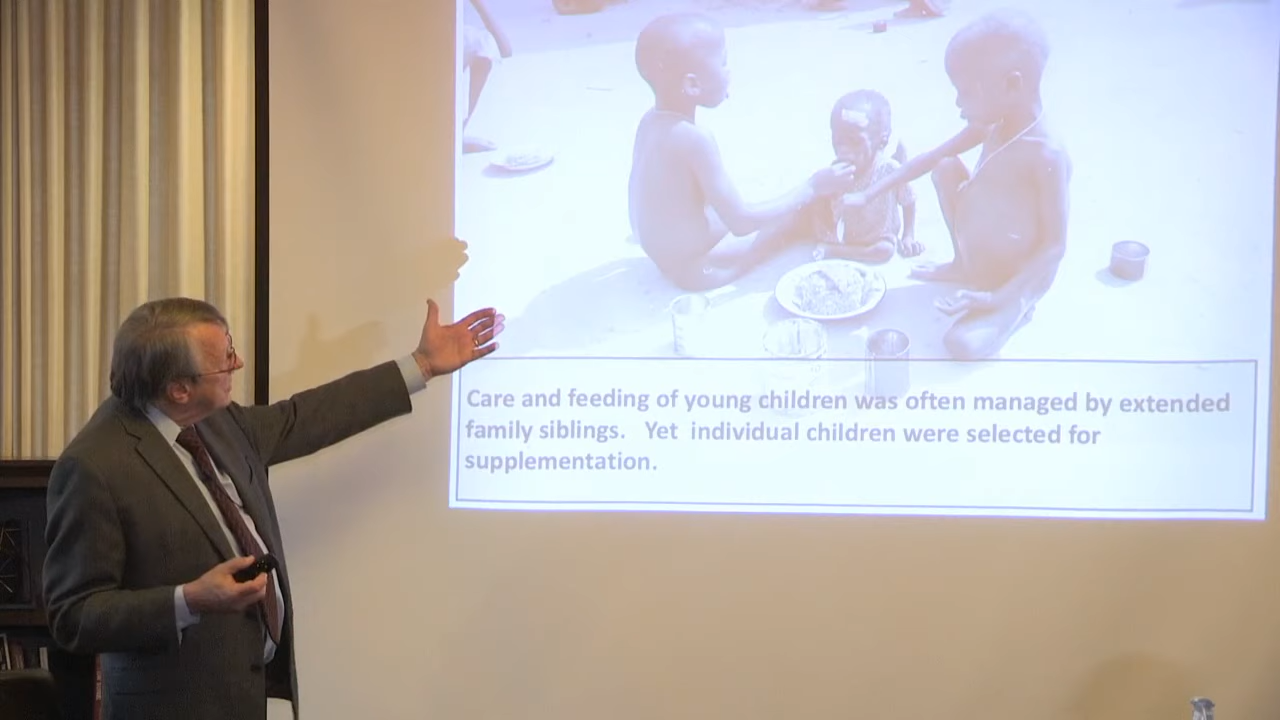 Care and feeding of young children was often managed by extended
family siblings. Yet individual children were selected for
supplementation.